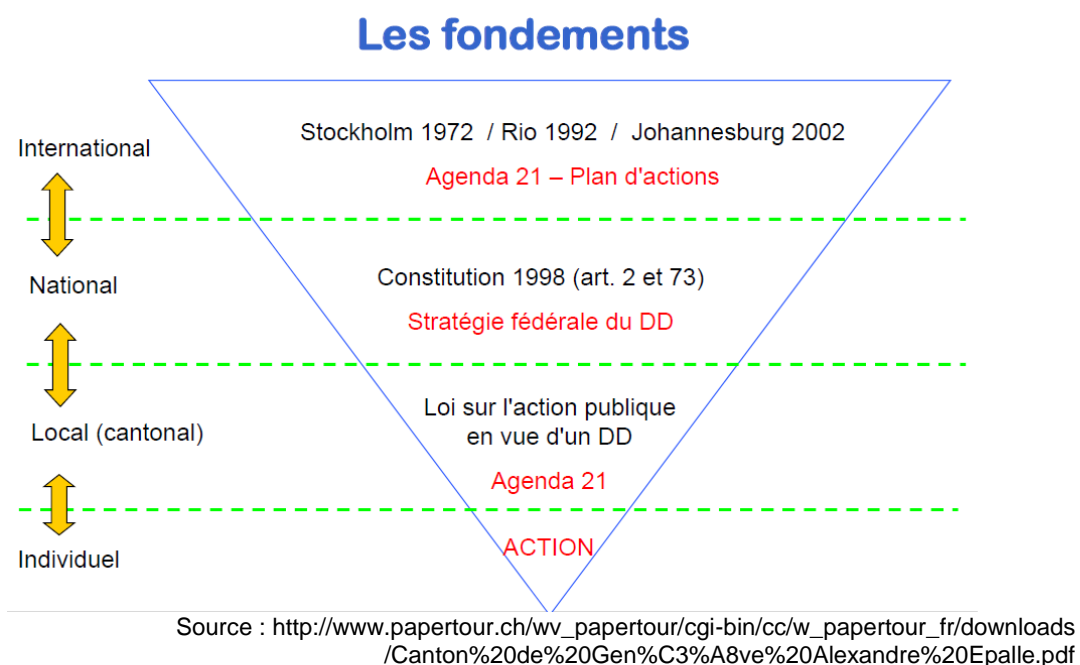 Les fondements
International
Stockholm 1972 / Rio 1992 / Johannesburg 2002
Agenda 21 – Plan d'actions
National
Constitution 1998 (art. 2 et 73)
Stratégie fédérale du DD
Local (cantonal)
Loi sur l'action publique
en vue d'un DD
Agenda 21
Individuel
ACTION
Source : http://www.papertour.ch/wv_papertour/cgi-bin/cc/w_papertour_fr/downloads
/Canton%20de%20Gen%C3%A8ve%20Alexandre%20Epalle.pdf